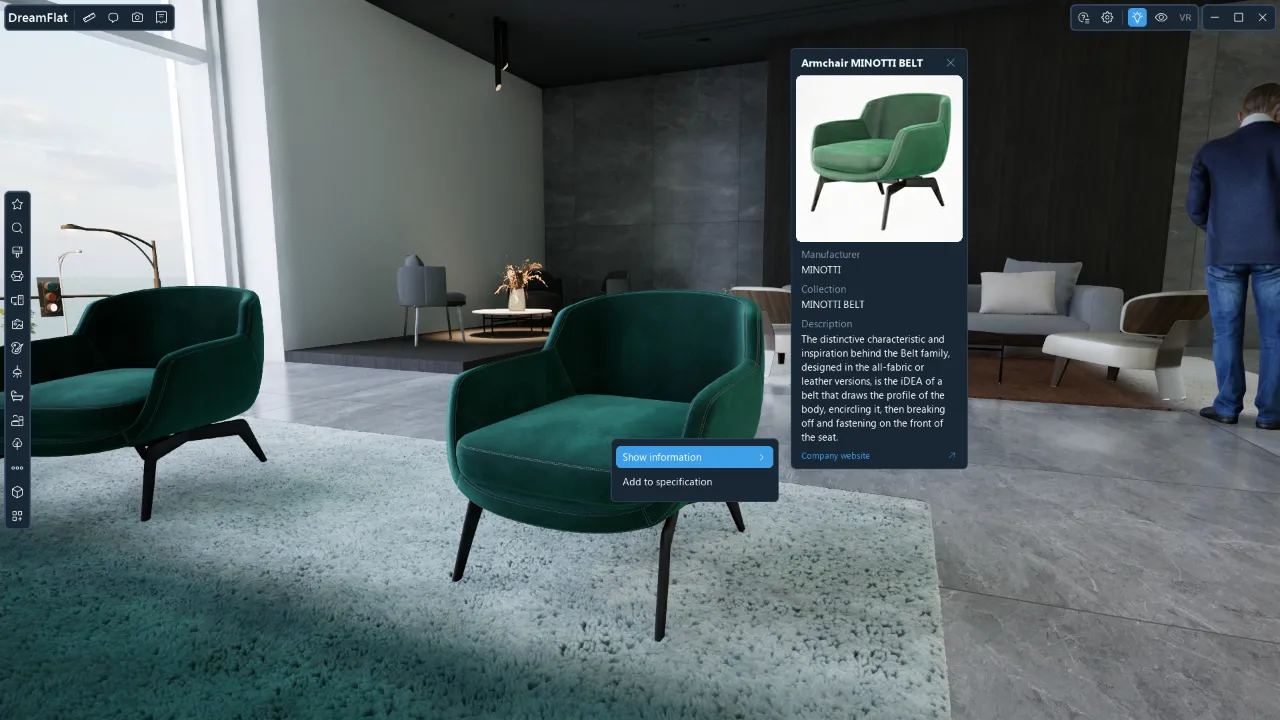 DreamFlat
VR
Armchair MINOTTI BELT
Manufacturer
MINOTTI
Collection
MINOTTI BELT
Description
The distinctive characteristic and
inspiration behind the Belt family,
designed in the all-fabric or
leather versions, is the iDEA of a
belt that draws the profile of the
body, encircling it, then breaking
off and fastening on the front of
the seat.
Company website
Show information
Add to specification